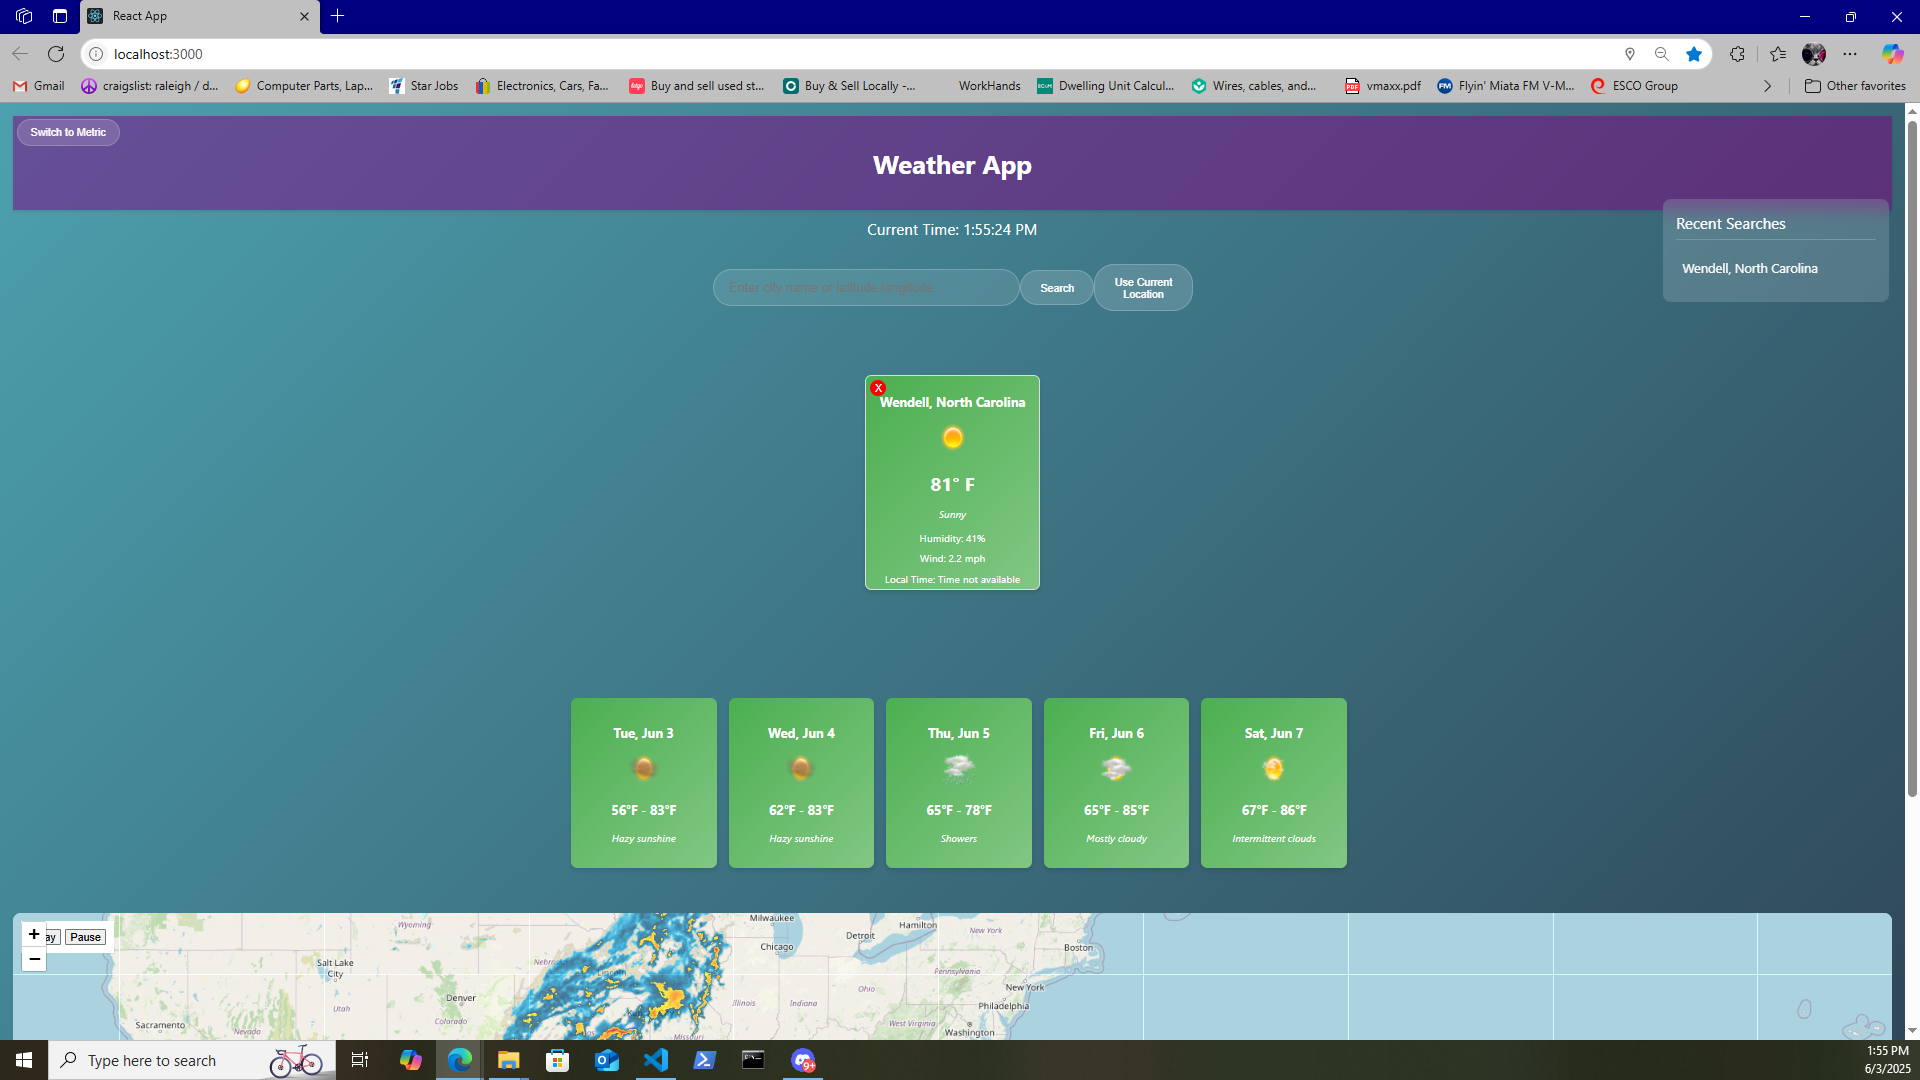 React App
localhost:3000
Gmail
craigslist: raleigh / d...
Computer Parts, Lap...
Star Jobs
Electronics, Cars, Fa...
Buy and sell used st...
Buy & Sell Locally -...
WorkHands
Dwelling Unit Calcul...
Wires, cables, and...
vmaxx.pdf
Flyin' Miata FM V-M...
ESCO Group
Other favorites
Switch to Metric
Weather App
Current Time: 1:55:24 PM
Recent Searches
Wendell, North Carolina
Enter city name or latitude,longitude
Search
Use Current
Location
X
Wendell, North Carolina
81° F
Sunny
Humidity: 41%
Wind: 2.2 mph
Local Time: Time not available
Tue, Jun 3
56°F - 83°F
Hazy sunshine
Wed, Jun 4
62°F - 83°F
Hazy sunshine
Thu, Jun 5
65°F - 78°F
Showers
Fri, Jun 6
65°F - 85°F
Mostly cloudy
Sat, Jun 7
67°F - 86°F
Intermittent clouds
+
−
Pause
Wyoming
Milwaukee
Hamilton
New York
Detroit
Chicago
Boston
Salt Lake
City
Lincoln
Pennsylvania
Denver
Utah
Colorado
Illinois
Indiana
Ohio
New York
Philadelphia
Sacramento
Nevada
Missouri
West Virginia
Washington
Type here to search
9+
1:55 PM
6/3/2025